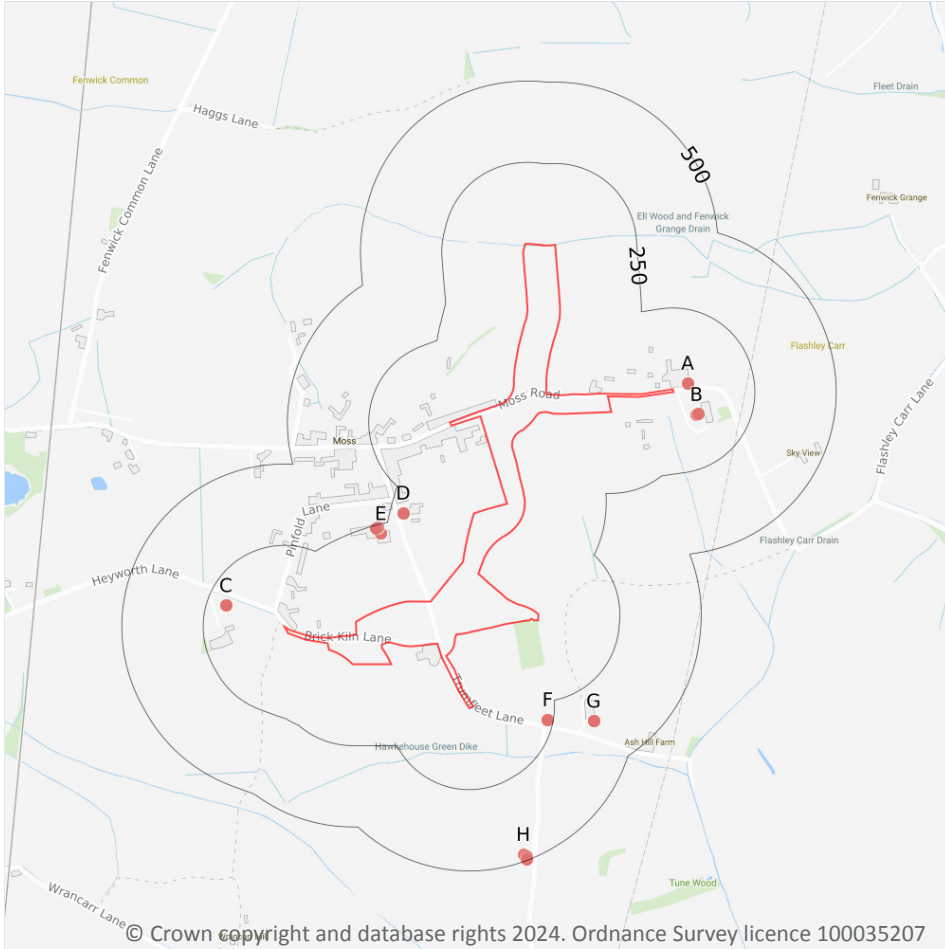 Fenwick Common
Fleet Drain
Haggs Lane
500
Fenwick Common Lane
Fenwick Grange
Ell Wood and Fenwick
Grange Drain
250
Flashley Carr
A
Moss Road
B
Flashley Carr Lane
Moss
Sky View
D
Pinfold Lane
E
Flashley Carr Drain
Heyworth Lane
C
Brick Kiln Lane
F
G
Trumfleet Lane
Ash Hill Farm
Hawkehouse Green Dike
H
Tune Wood
Wrancarr Lane
© Crown copyright and database rights 2024. Ordnance Survey licence 100035207